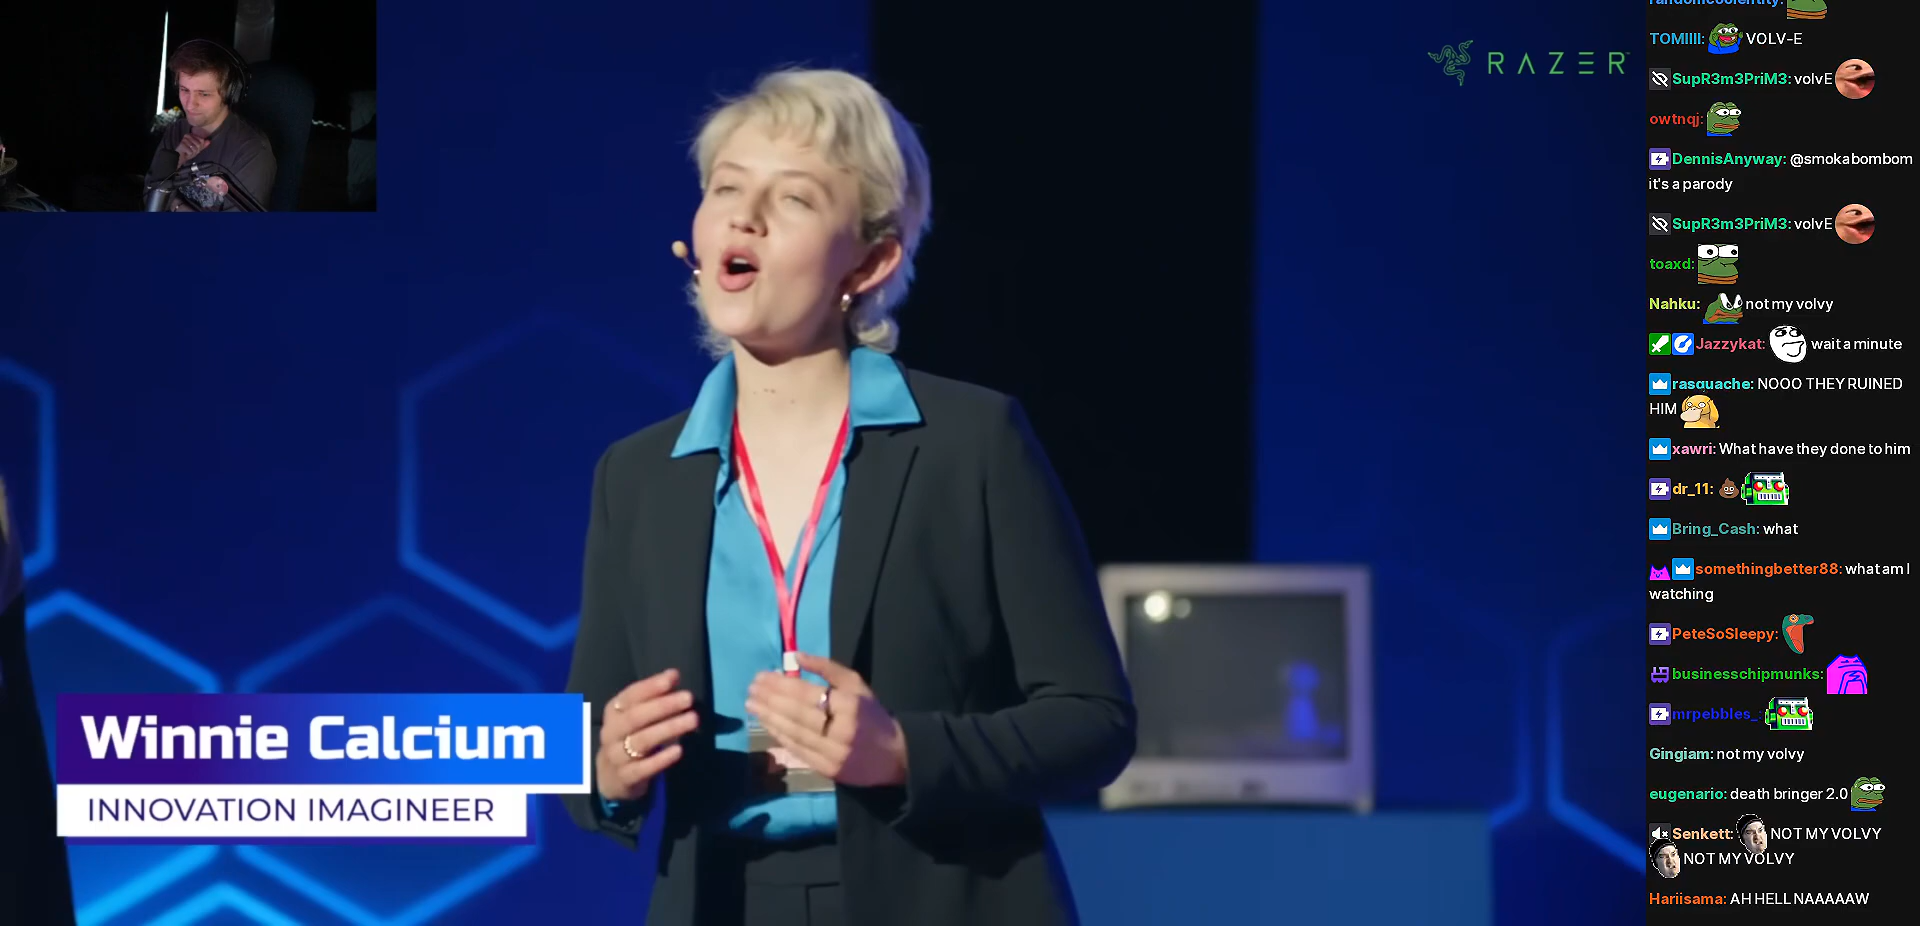 RAZER
Winnie Calcium
INNOVATION IMAGINEER
randomcoolentity:
TOMIIII: VOLV-E
SupR3m3PriM3: volvE
owtnqj:
DennisAnyway: @smokabombom
it's a parody
SupR3m3PriM3: volvE
toaxd:
Nahku: not my volvy
Jazzykat: wait a minute
rasquache: NOOO THEY RUINED
HIM
xawri: What have they done to him
dr_11:
Bring_Cash: what
somethingbetter88: what am I
watching
PeteSoSleepy:
businesschipmunks:
mrpebbles_:
Gingiam: not my volvy
eugenario: death bringer 2.0
Senkett: NOT MY VOLVY
NOT MY VOLVY
Hariisama: AH HELL NAAAAAW